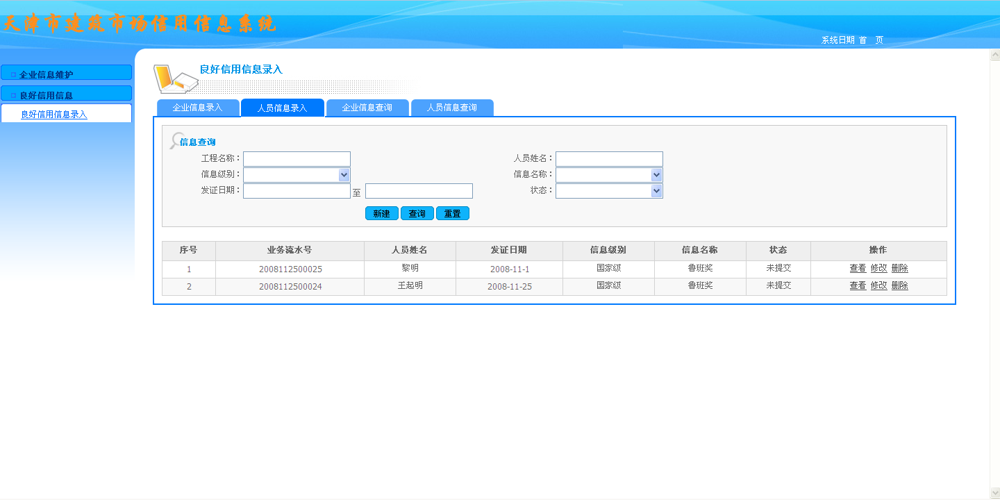 天津市建筑市场信用信息系统
系统日期 首 页
企业信息维护
良好信用信息
良好信用信息录入
良好信用信息录入
企业信息录入 人员信息录入 企业信息查询 人员信息查询
信息查询
工程名称： 人员姓名：
信息级别： 信息名称：
发证日期： 至 状态：
新建 查询 重置
序号 业务流水号 人员姓名 发证日期 信息级别 信息名称 状态 操作
1 2008112500025 黎明 2008-11-1 国家级 鲁班奖 未提交 查看 修改 删除
2 2008112500024 王起明 2008-11-25 国家级 鲁班奖 未提交 查看 修改 删除